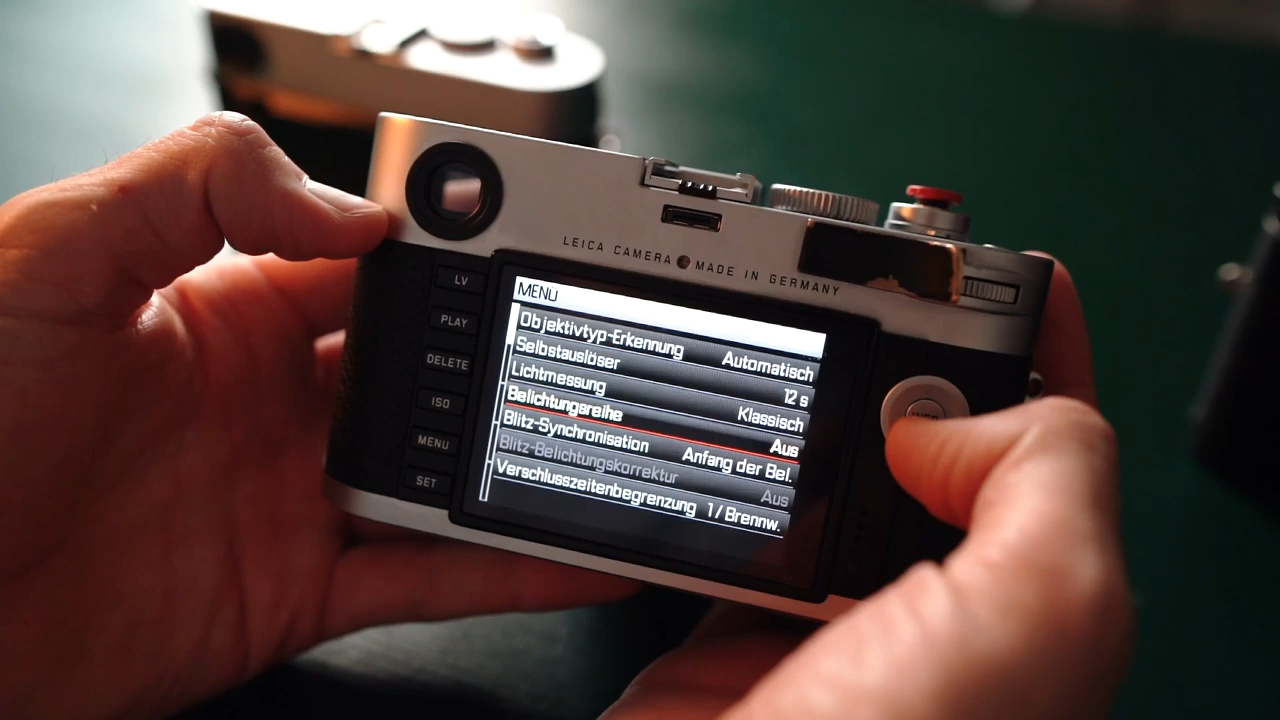 LEICA CAMERA MADE IN GERMANY
LV
PLAY
DELETE
ISO
MENU
SET
MENÜ
Objektivtyp-Erkennung Automatisch
Selbstauslöser 12 s
Lichtmessung Klassisch
Belichtungsreihe Aus
Blitz-Synchronisation Anfang der Bel.
Blitz-Belichtungskorrektur Aus
Verschlusszeitenbegrenzung 1/Brennw.